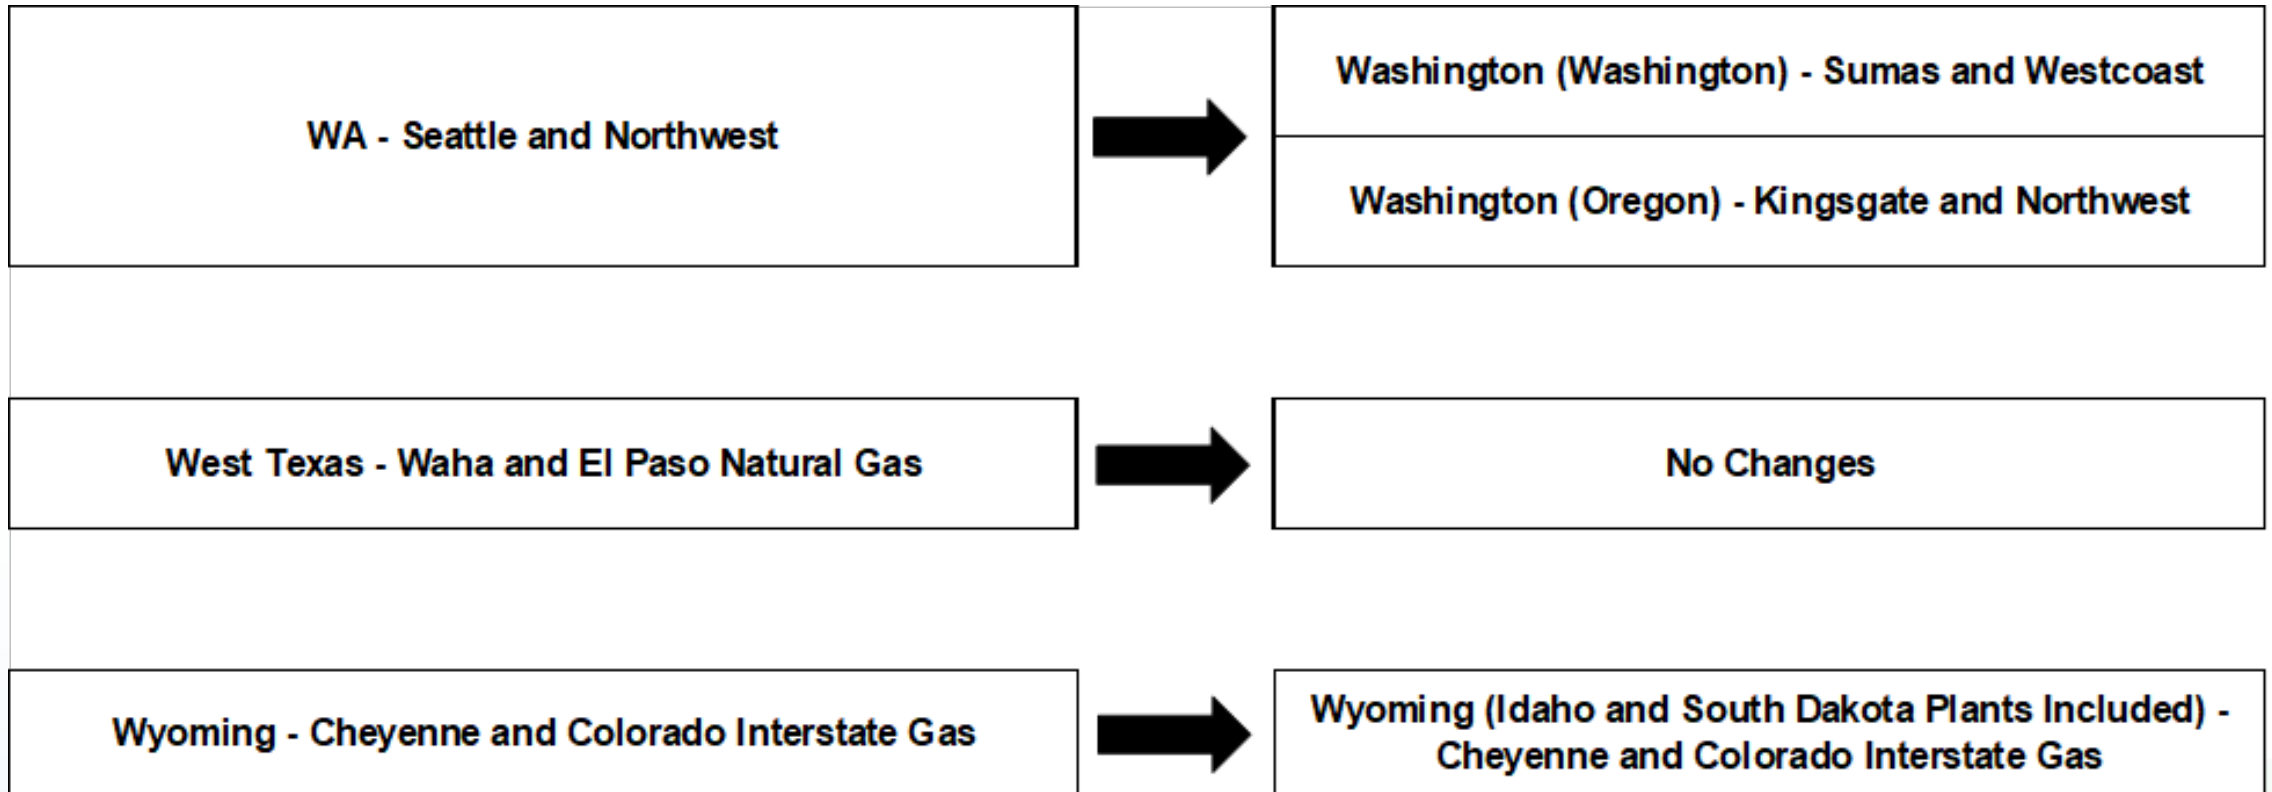 WA - Seattle and Northwest
Washington (Washington) - Sumas and Westcoast
Washington (Oregon) - Kingsgate and Northwest
West Texas - Waha and El Paso Natural Gas
No Changes
Wyoming - Cheyenne and Colorado Interstate Gas
Wyoming (Idaho and South Dakota Plants Included) -
Cheyenne and Colorado Interstate Gas